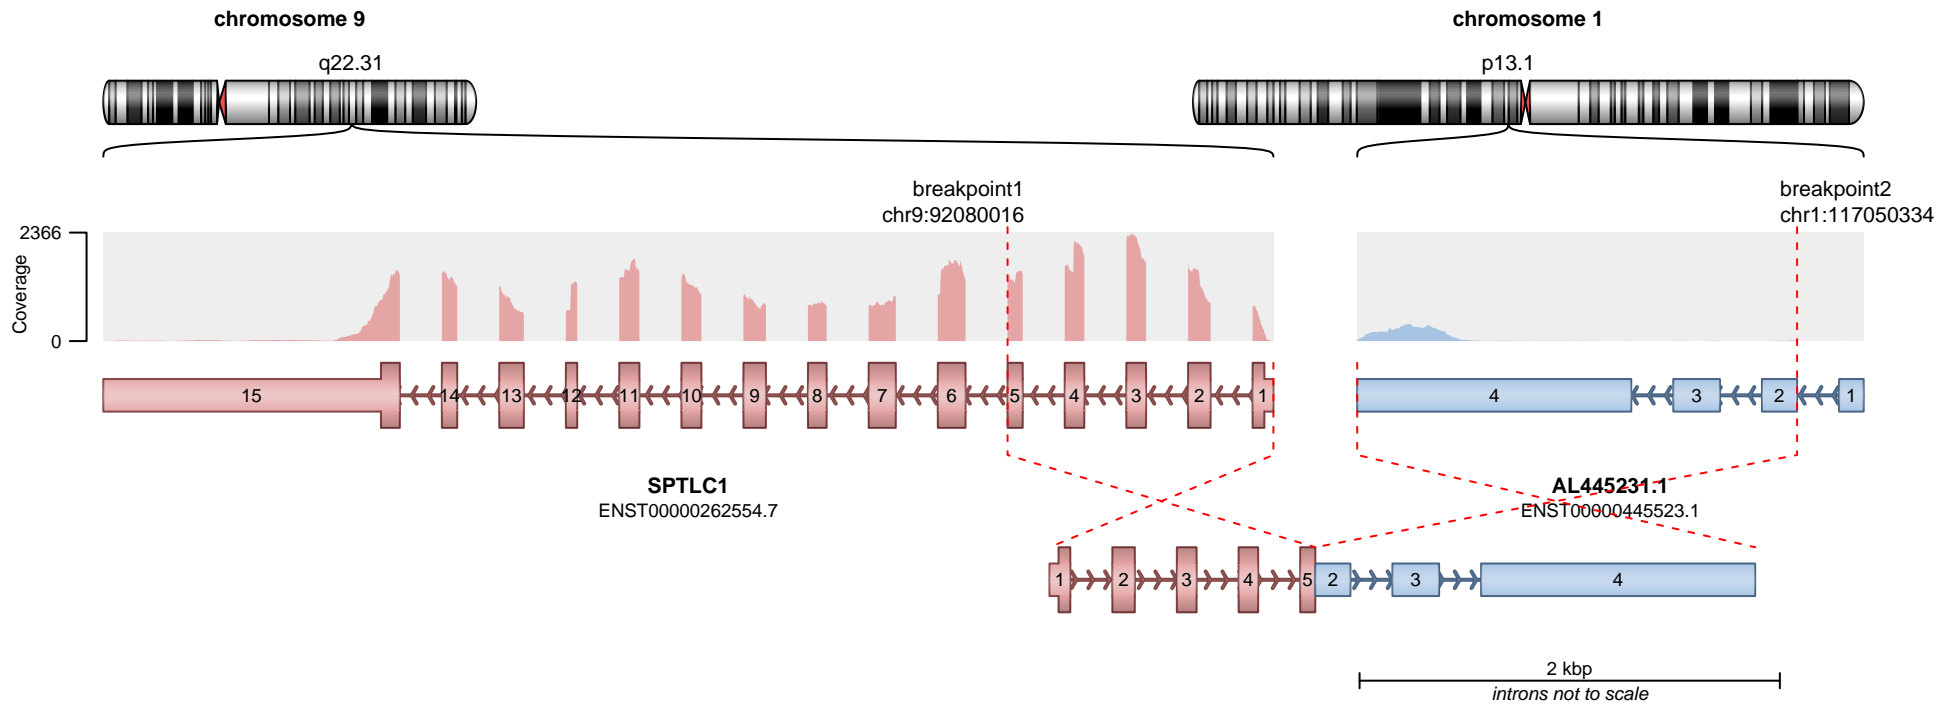 chromosome 9
chromosome 1
q22.31
p13.1
breakpoint1
chr9:92080016
breakpoint2
chr1:117050334
2366
0
Coverage
15 14 13 12 11 10 9 8 7 6 5 4 3 2 1
4 3 2 1
SPTLC1
ENST00000262554.7
AL445231.1
ENST00000445523.1
1 2 3 4 5 2 3 4
2 kbp
introns not to scale